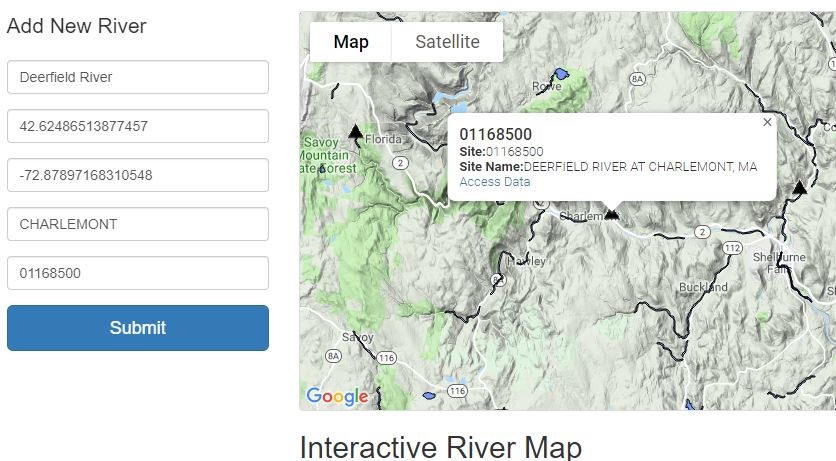 Add New River
Deerfield River
42.62486513877457
-72.87897168310548
CHARLEMONT
01168500
Submit
Map
Satellite
Rowe
8A
Florida
Savoy
Mountain
ate Forest
2
01168500
Site:01168500
Site Name:DEERFIELD RIVER AT CHARLEMONT, MA
Access Data
×
Co
Charlemont
2
112
Hawley
8A
Shelburne
Falls
Buckland
Savoy
8A
116
116
Google
Interactive River Map